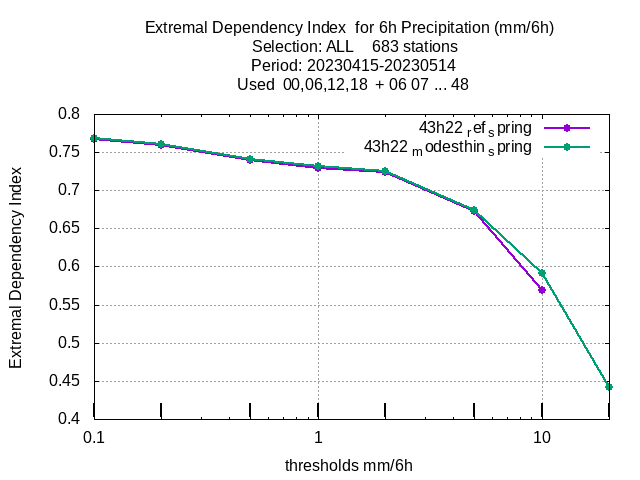 Extremal Dependency Index  for 6h Precipitation (mm/6h)
Selection: ALL    683 stations
Period: 20230415-20230514
Used  00,06,12,18  + 06 07 ... 48
43h22 ref spring
43h22 modesthin spring
0.8
0.75
0.7
0.65
0.6
0.55
0.5
0.45
0.4
Extremal Dependency Index
0.1
1
10
thresholds mm/6h